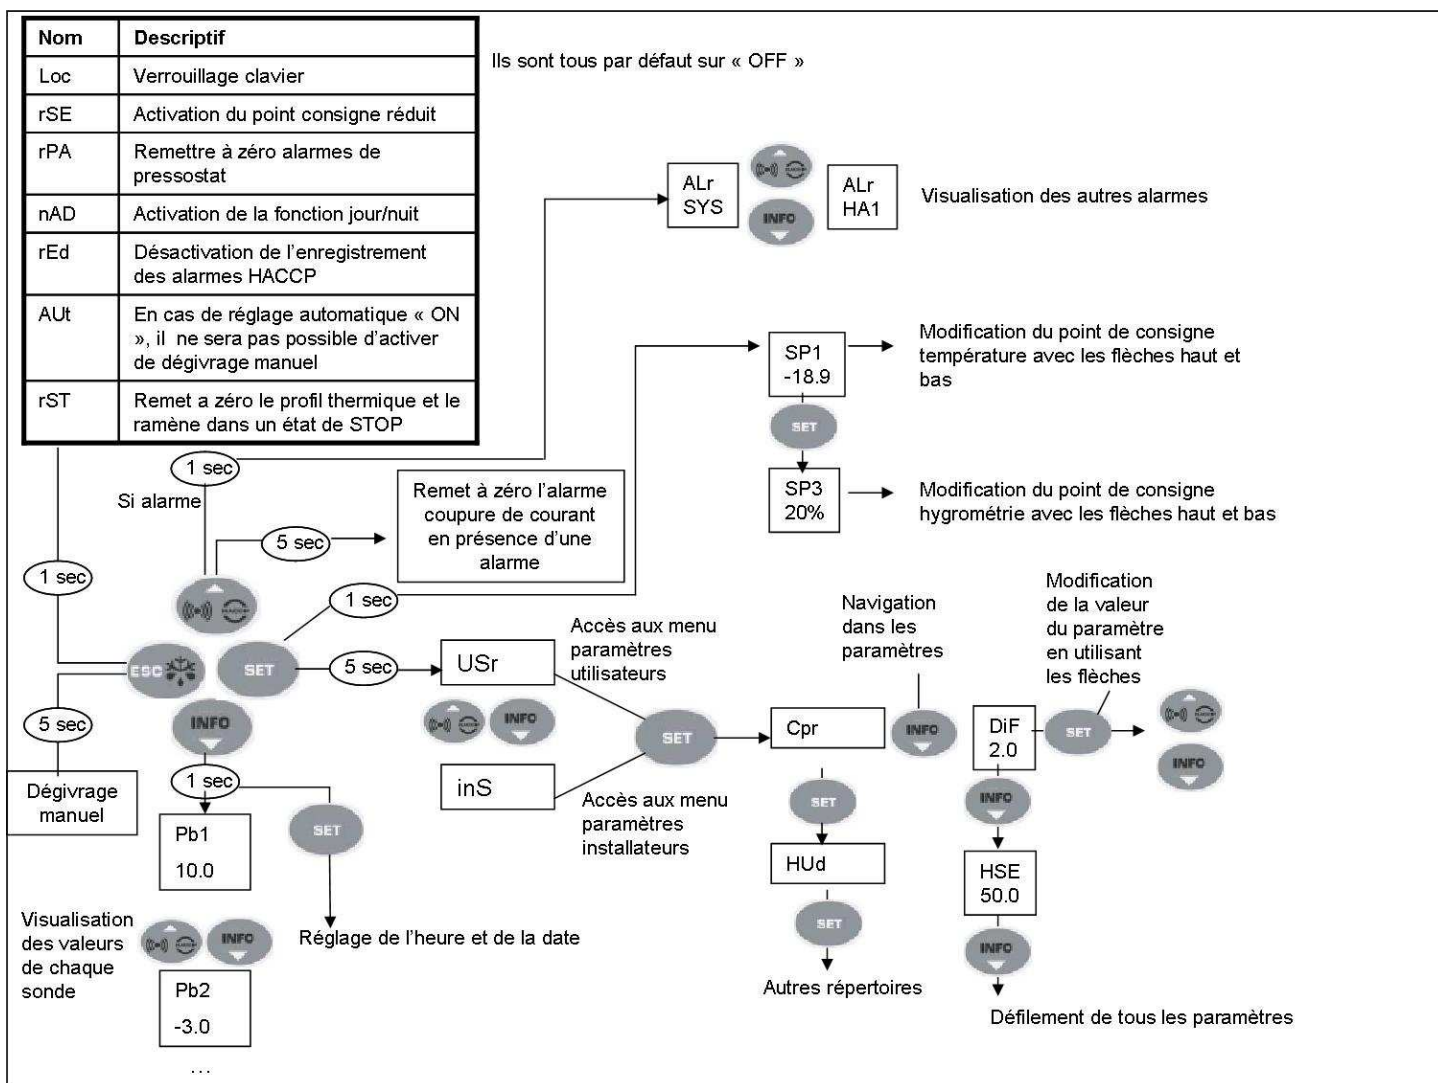 Nom Descriptif
Loc Verrouillage clavier
rSE Activation du point consigne réduit
rPA Remettre à zéro alarmes de
pressostat
nAD Activation de la fonction jour/nuit
rEd Désactivation de l'enregistrement
des alarmes HACCP
AUt En cas de réglage automatique « ON
», il ne sera pas possible d'activer
de dégivrage manuel
rST Remet a zéro le profil thermique et le
ramène dans un état de STOP
Ils sont tous par défaut sur « OFF »
ALr
SYS
INFO
ALr
HA1
Visualisation des autres alarmes
SP1
-18.9
Modification du point de consigne
température avec les flèches haut et
bas
SET
SP3
20%
Modification du point de consigne
hygrométrie avec les flèches haut et bas
1 sec
Si alarme
5 sec
Remet à zéro l'alarme
coupure de courant
en présence d'une
alarme
1 sec
1 sec
ESC
SET
5 sec
INFO
5 sec
Dégivrage
manuel
1 sec
Pb1
10.0
SET
Réglage de l'heure et de la date
Visualisation
des valeurs
de chaque
sonde
INFO
Pb2
-3.0
...
USr
INFO
inS
Accès aux menu
paramètres
utilisateurs
SET
Accès aux menu
paramètres
installateurs
Cpr
SET
HUd
SET
Autres répertoires
Navigation
dans les
paramètres
INFO
DiF
2.0
SET
Modification
de la valeur
du paramètre
en utilisant
les flèches
INFO
INFO
HSE
50.0
INFO
Défilement de tous les paramètres